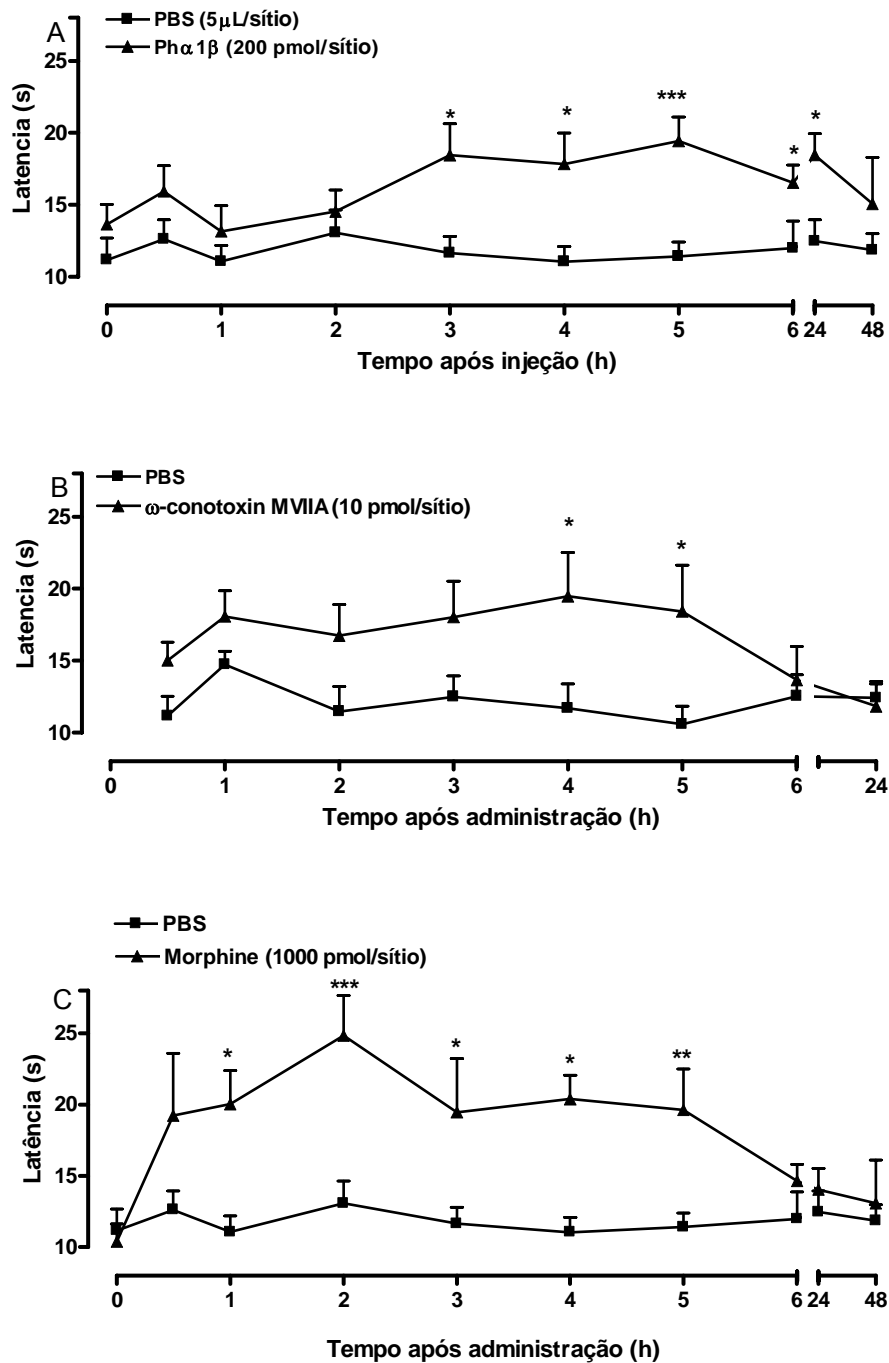 A
PBS (5µL/sítio)
Phα1β (200 pmol/sítio)
Latencia (s)
25
20
15
10
* * *** * *
0 1 2 3 4 5 6 24 48
Tempo após injeção (h)
B
PBS
ω-conotoxin MVIIA (10 pmol/sítio)
Latencia (s)
25
20
15
10
* *
0 1 2 3 4 5 6 24
Tempo após administração (h)
C
PBS
Morphine (1000 pmol/sítio)
Latência (s)
25
20
15
10
* *** * * **
0 1 2 3 4 5 6 24 48
Tempo após administração (h)